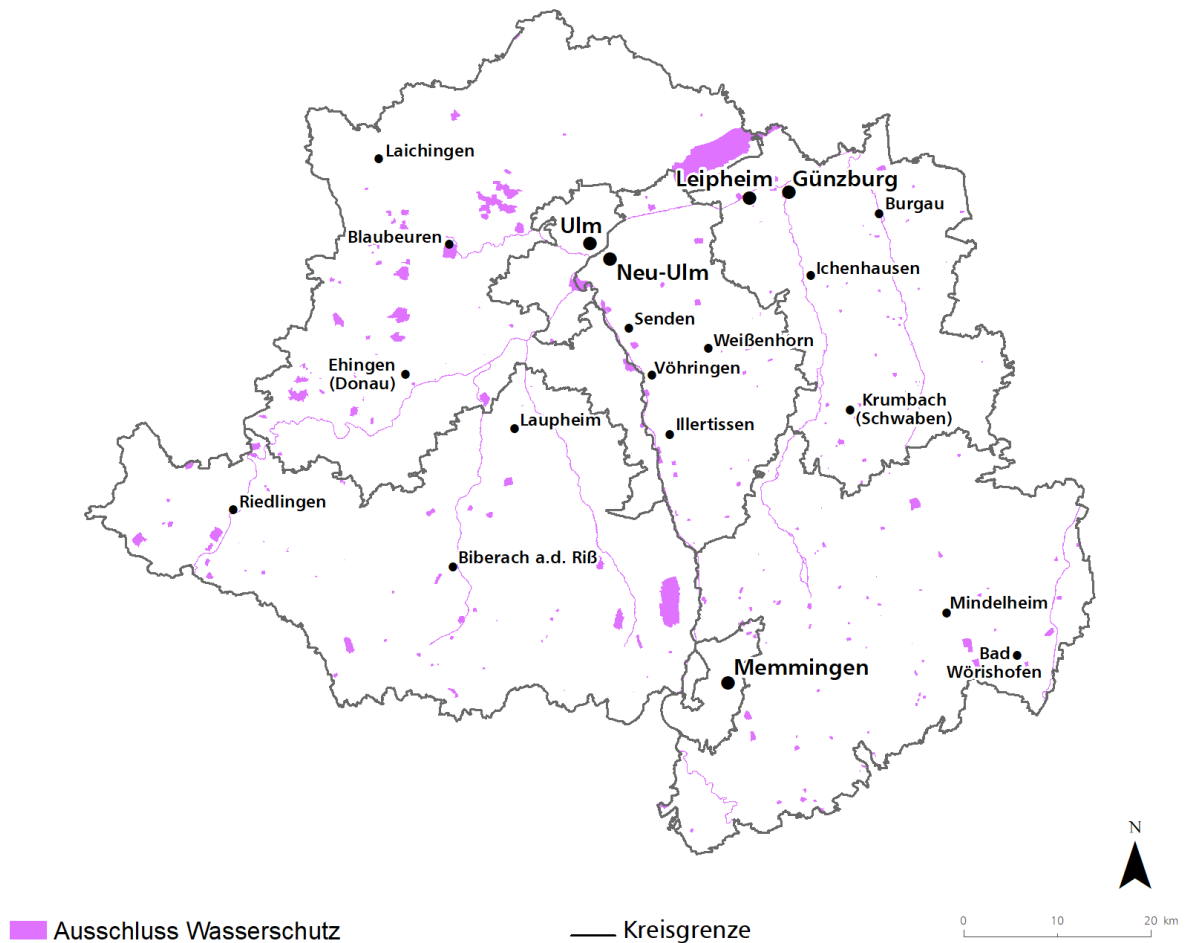 Laichingen
Leipheim
Günzburg
Burgau
Ulm
Blaubeuren
Neu-Ulm
Ichenhausen
Senden
Weißenhorn
Ehingen
(Donau)
Vöhringen
Krumbach
(Schwaben)
Laupheim
Illertissen
Riedlingen
Biberach a.d. Riß
Mindelheim
Bad
Wörishofen
Memmingen
N
Ausschluss Wasserschutz
Kreisgrenze
0 10 20 km